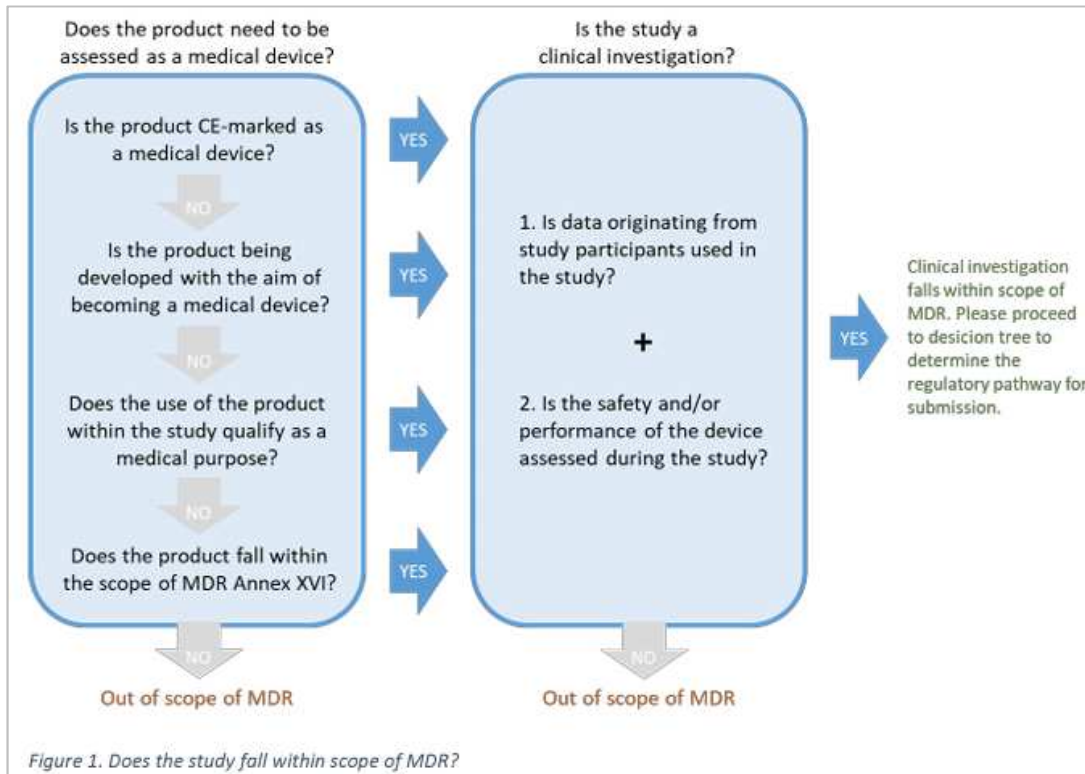 Does the product need to be
assessed as a medical device?
Is the product CE-marked as
a medical device?
YES
NO
Is the product being
developed with the aim of
becoming a medical device?
YES
NO
Does the use of the product
within the study qualify as a
medical purpose?
YES
NO
Does the product fall within
the scope of MDR Annex XVI?
YES
NO
Out of scope of MDR
Is the study a
clinical investigation?
1. Is data originating from
study participants used in
the study?
+
2. Is the safety and/or
performance of the device
assessed during the study?
YES
NO
Out of scope of MDR
Clinical investigation
falls within scope of
MDR. Please proceed
to desicion tree to
determine the
regulatory pathway for
submission.
Figure 1. Does the study fall within scope of MDR?